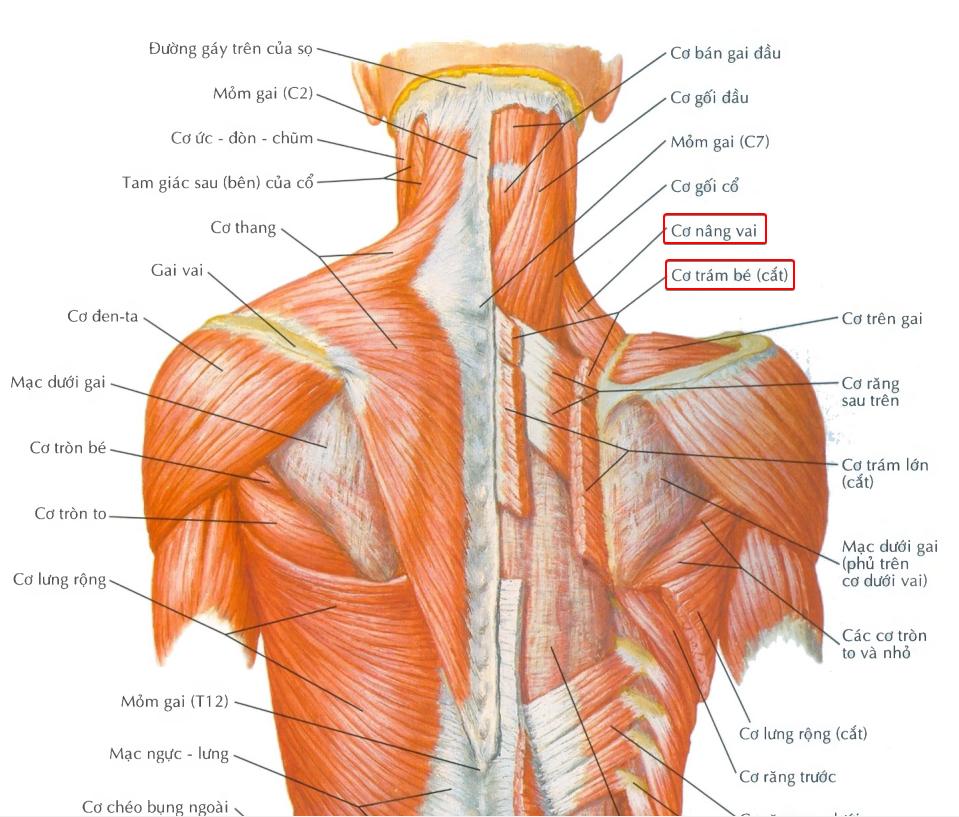 Đường gáy trên của sọ
Mỏm gai (C2)
Cơ ức - đòn - chũm
Tam giác sau (bên) của cổ
Cơ thang
Gai vai
Cơ đen-ta
Mạc dưới gai
Cơ tròn bé
Cơ tròn to
Cơ lưng rộng
Mỏm gai (T12)
Mạc ngực - lưng
Cơ chéo bụng ngoài
Cơ bán gai đầu
Cơ gối đầu
Mỏm gai (C7)
Cơ gối cổ
Cơ nâng vai
Cơ trám bé (cắt)
Cơ trên gai
Cơ răng
sau trên
Cơ trám lớn
(cắt)
Mạc dưới gai
(phủ trên
cơ dưới vai)
Các cơ tròn
to và nhỏ
Cơ lưng rộng (cắt)
Cơ răng trước